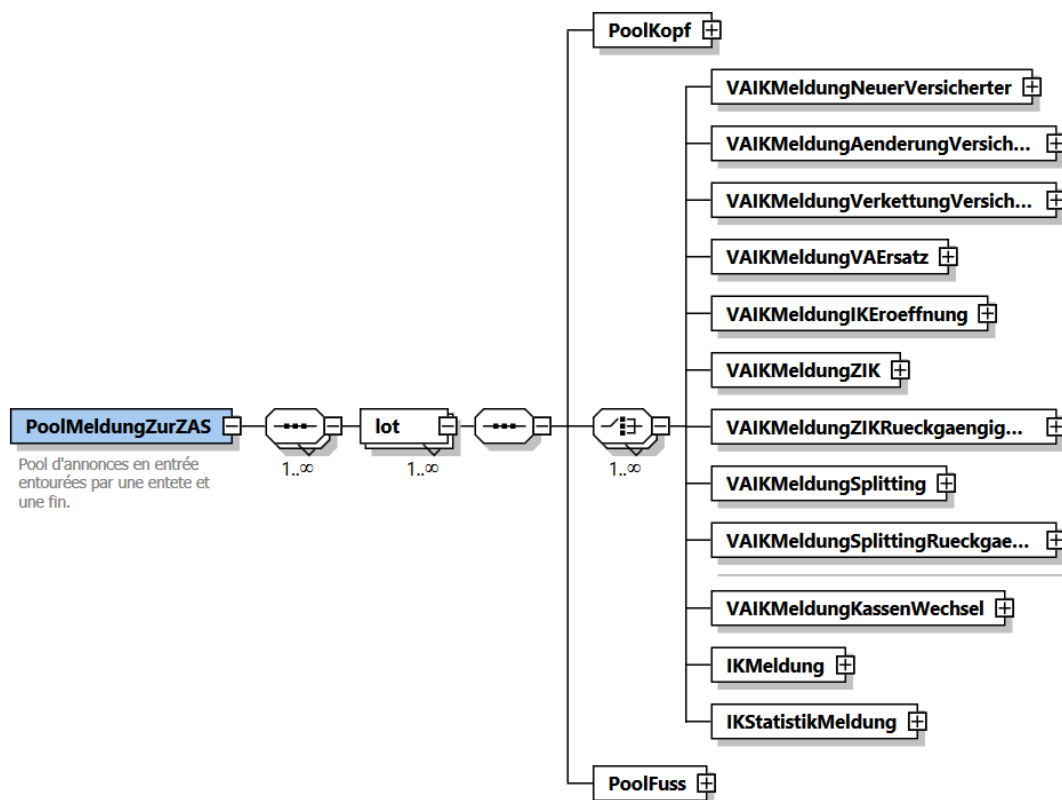 PoolKopf
VAIKMeldungNeuerVersicherter
VAIKMeldungAenderungVersich...
VAIKMeldungVerkettungVersich...
VAIKMeldungVAErsatz
VAIKMeldungIKEroeffnung
VAIKMeldungZIK
PoolMeldungZurZAS
lot
VAIKMeldungZIKRueckgaengig...
1..∞
1..∞
1..∞
Pool d'annonces en entrée
entourées par une entete et
une fin.
VAIKMeldungSplitting
VAIKMeldungSplittingRueckgae...
VAIKMeldungKassenWechsel
IKMeldung
IKStatistikMeldung
PoolFuss